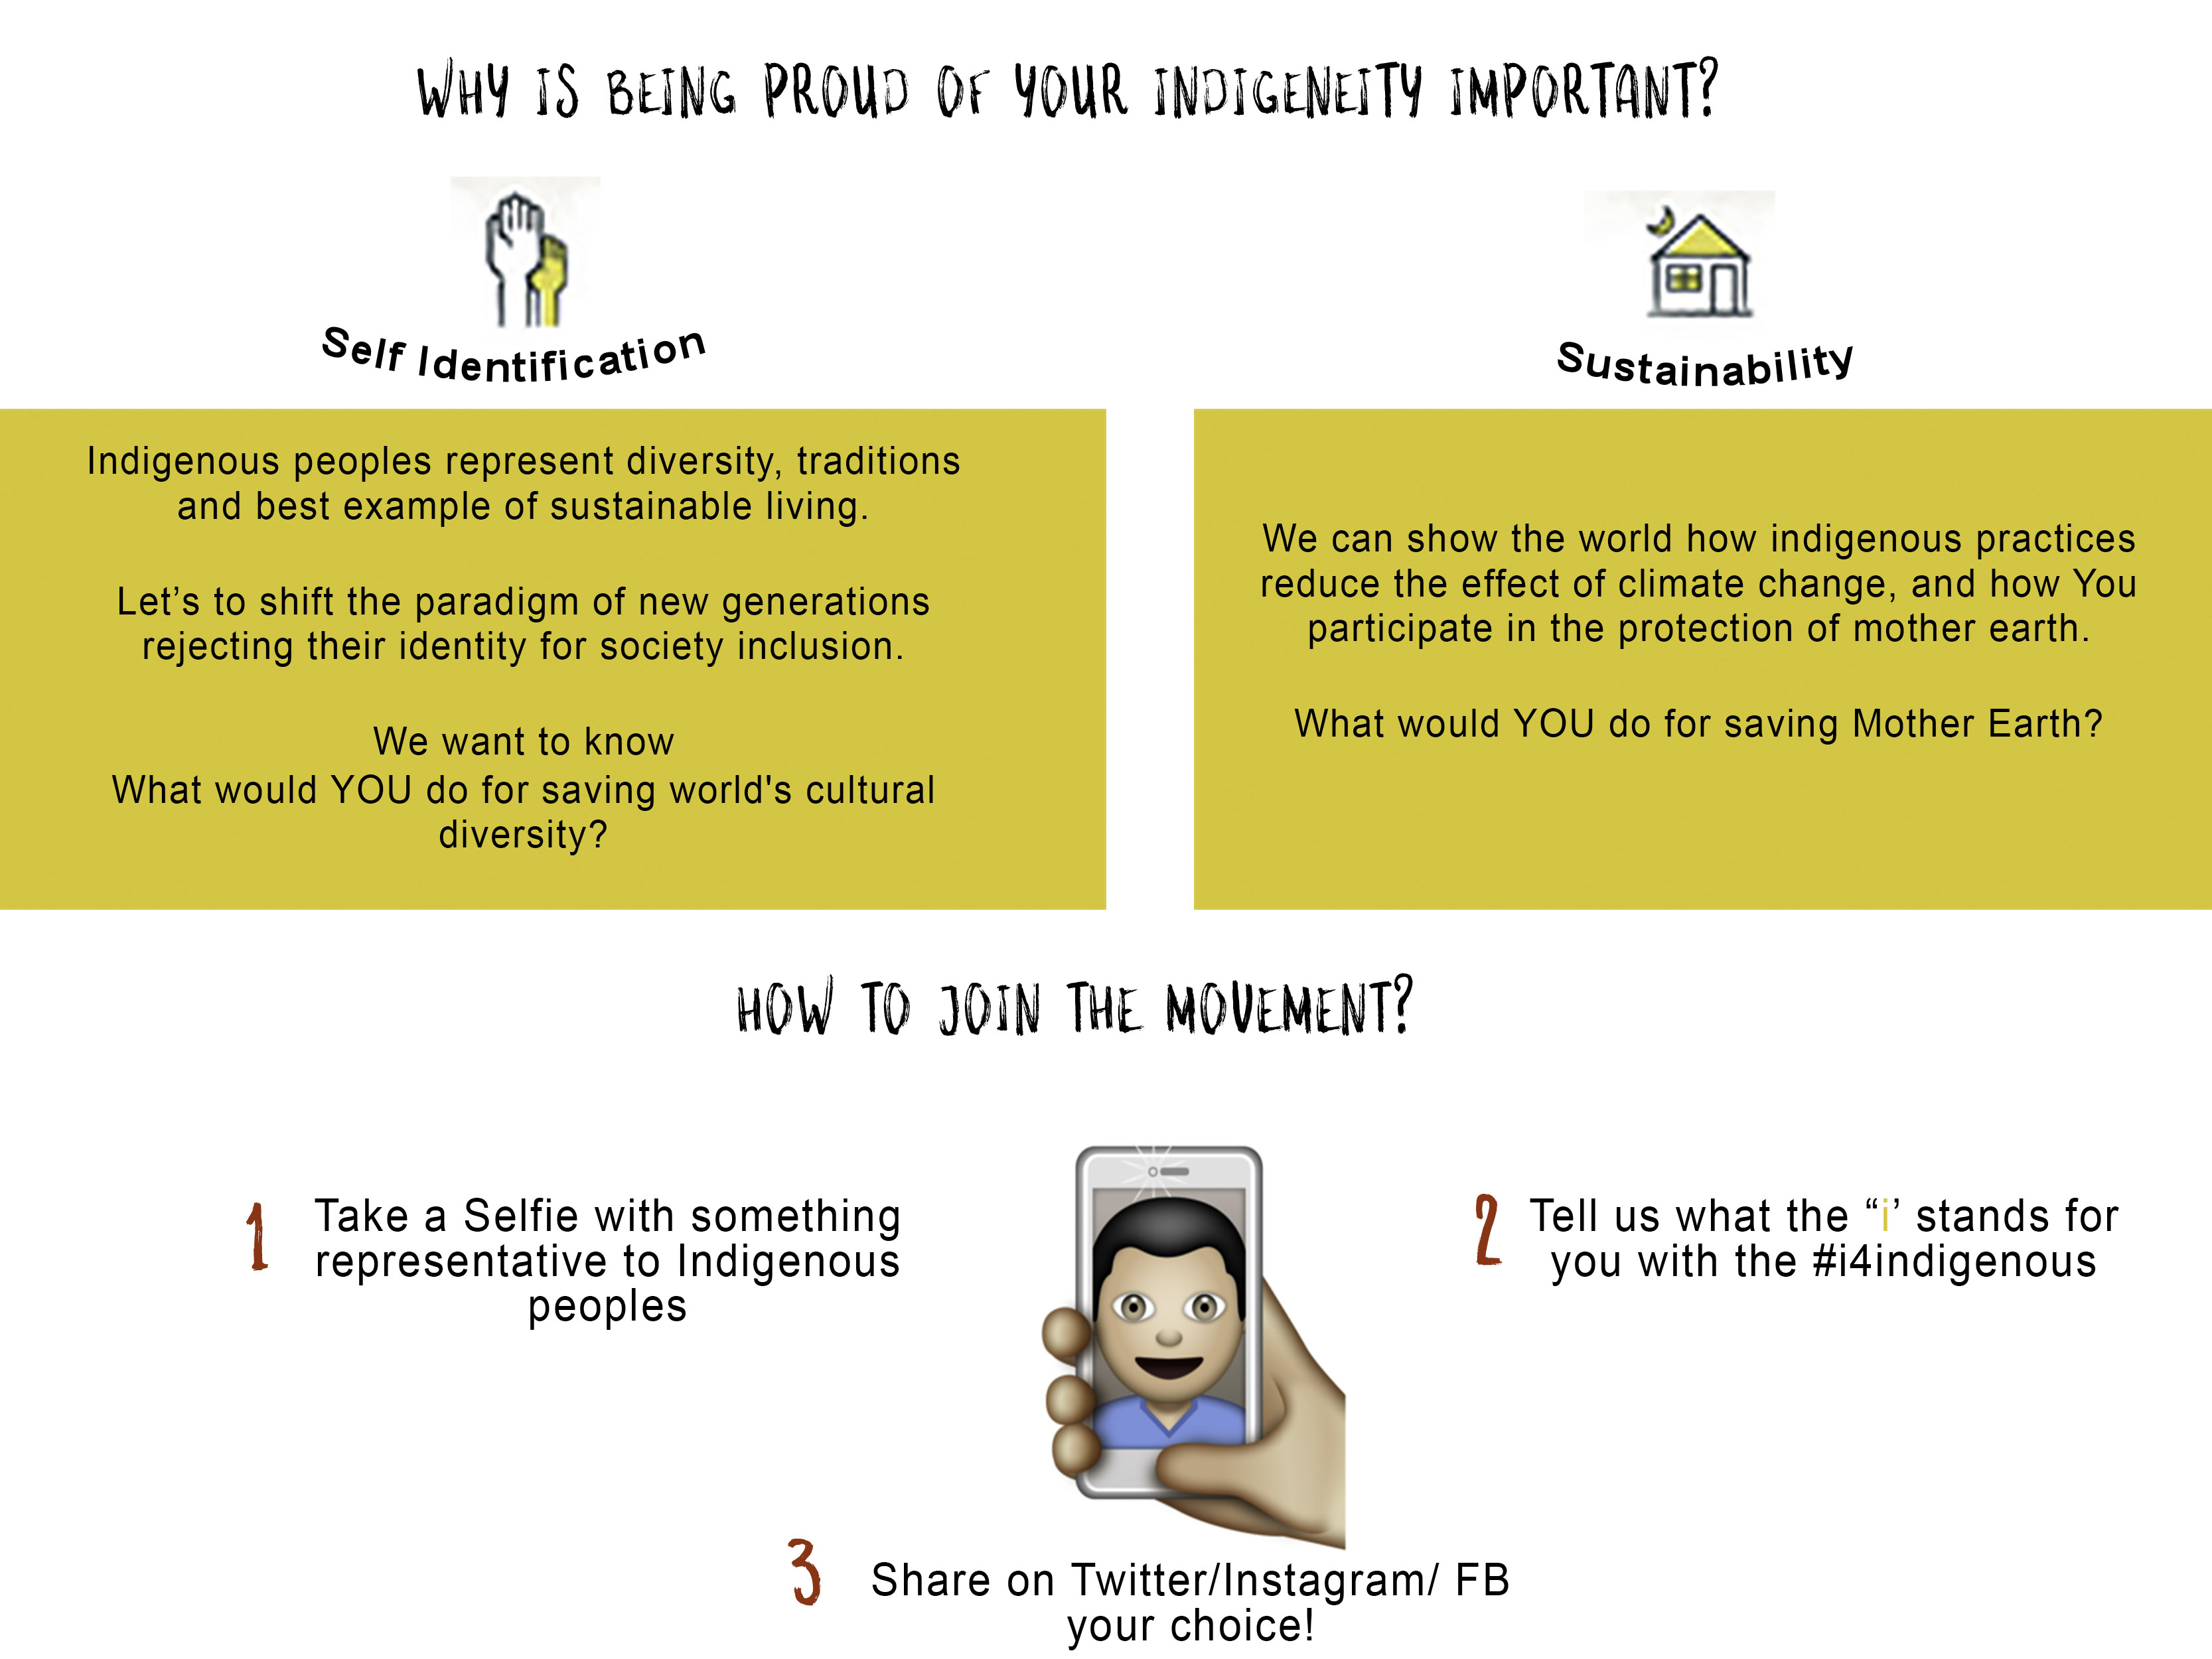 WHY IS BEING PROUD OF YOUR INDIGENEITY IMPORTANT?
Self Identification
Indigenous peoples represent diversity, traditions
and best example of sustainable living.
Let’s to shift the paradigm of new generations
rejecting their identity for society inclusion.
We want to know
What would YOU do for saving world's cultural
diversity?
Sustainability
We can show the world how indigenous practices
reduce the effect of climate change, and how You
participate in the protection of mother earth.
What would YOU do for saving Mother Earth?
HOW TO JOIN THE MOVEMENT?
1 Take a Selfie with something
representative to Indigenous
peoples
2 Tell us what the “i’ stands for
you with the #i4indigenous
3 Share on Twitter/Instagram/ FB
your choice!